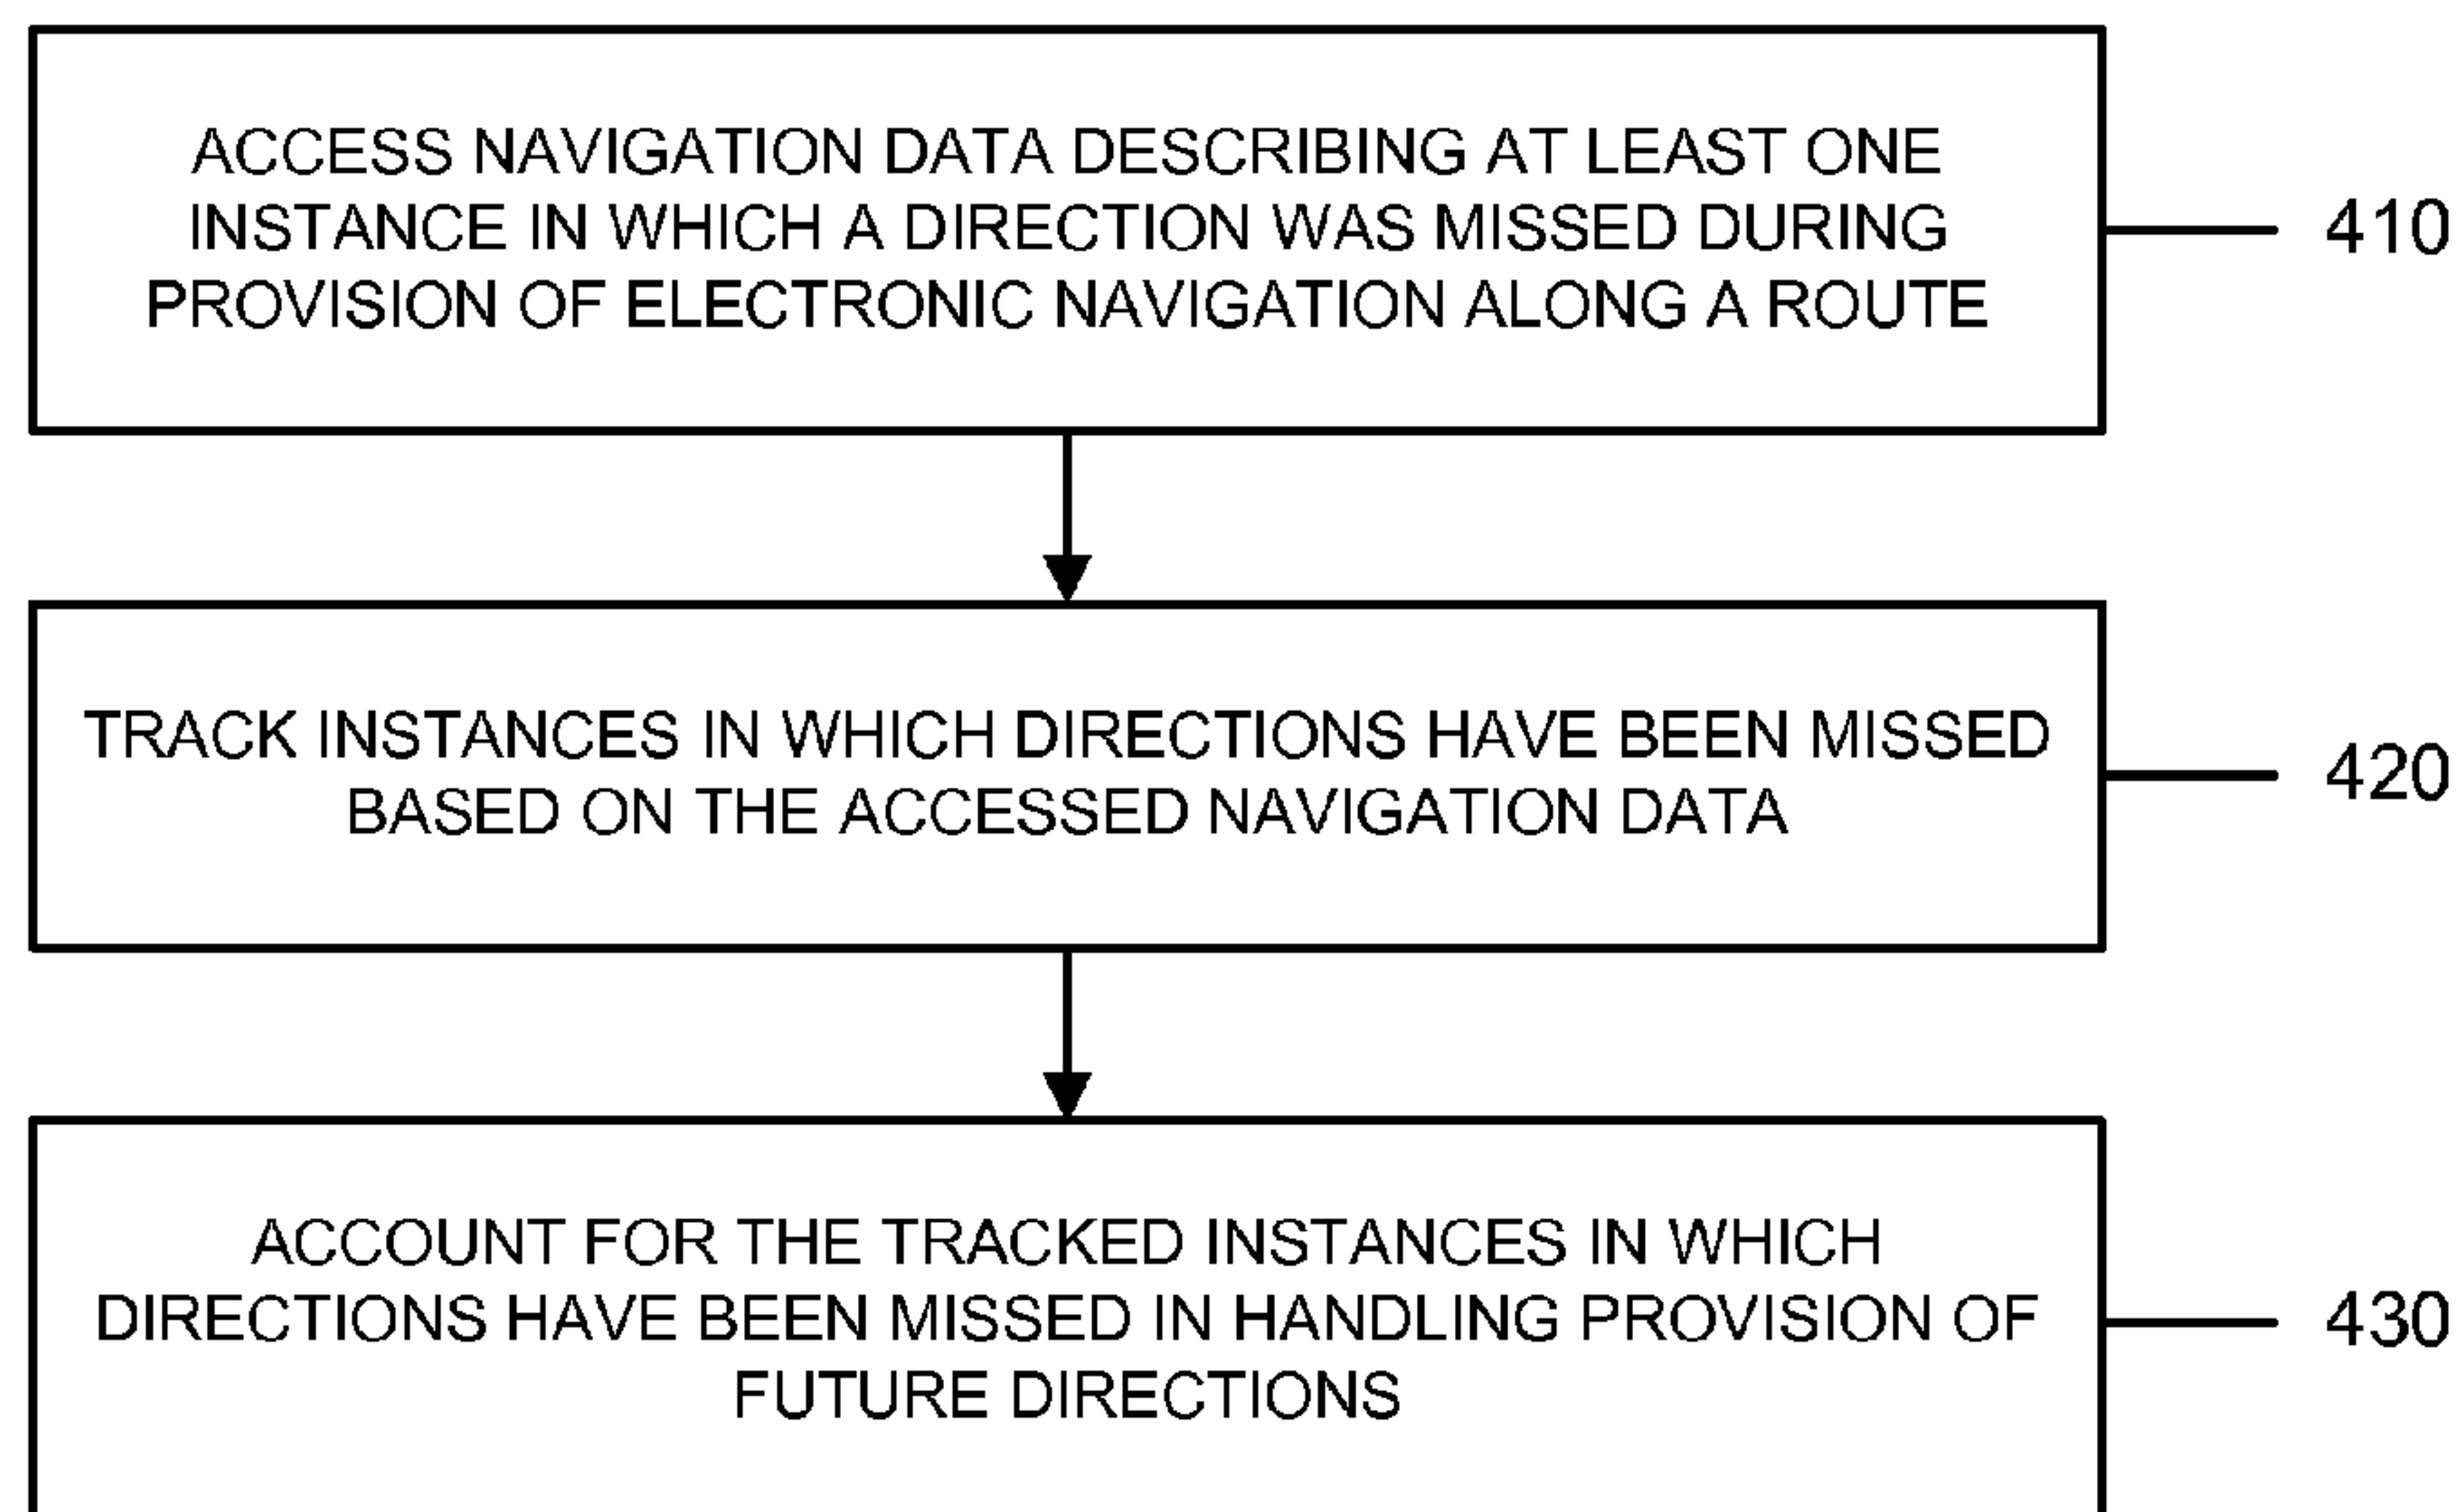 ACCESS NAVIGATION DATA DESCRIBING AT LEAST ONE
INSTANCE IN WHICH A DIRECTION WAS MISSED DURING
PROVISION OF ELECTRONIC NAVIGATION ALONG A ROUTE
410
TRACK INSTANCES IN WHICH DIRECTIONS HAVE BEEN MISSED
BASED ON THE ACCESSED NAVIGATION DATA
420
ACCOUNT FOR THE TRACKED INSTANCES IN WHICH
DIRECTIONS HAVE BEEN MISSED IN HANDLING PROVISION OF
FUTURE DIRECTIONS
430